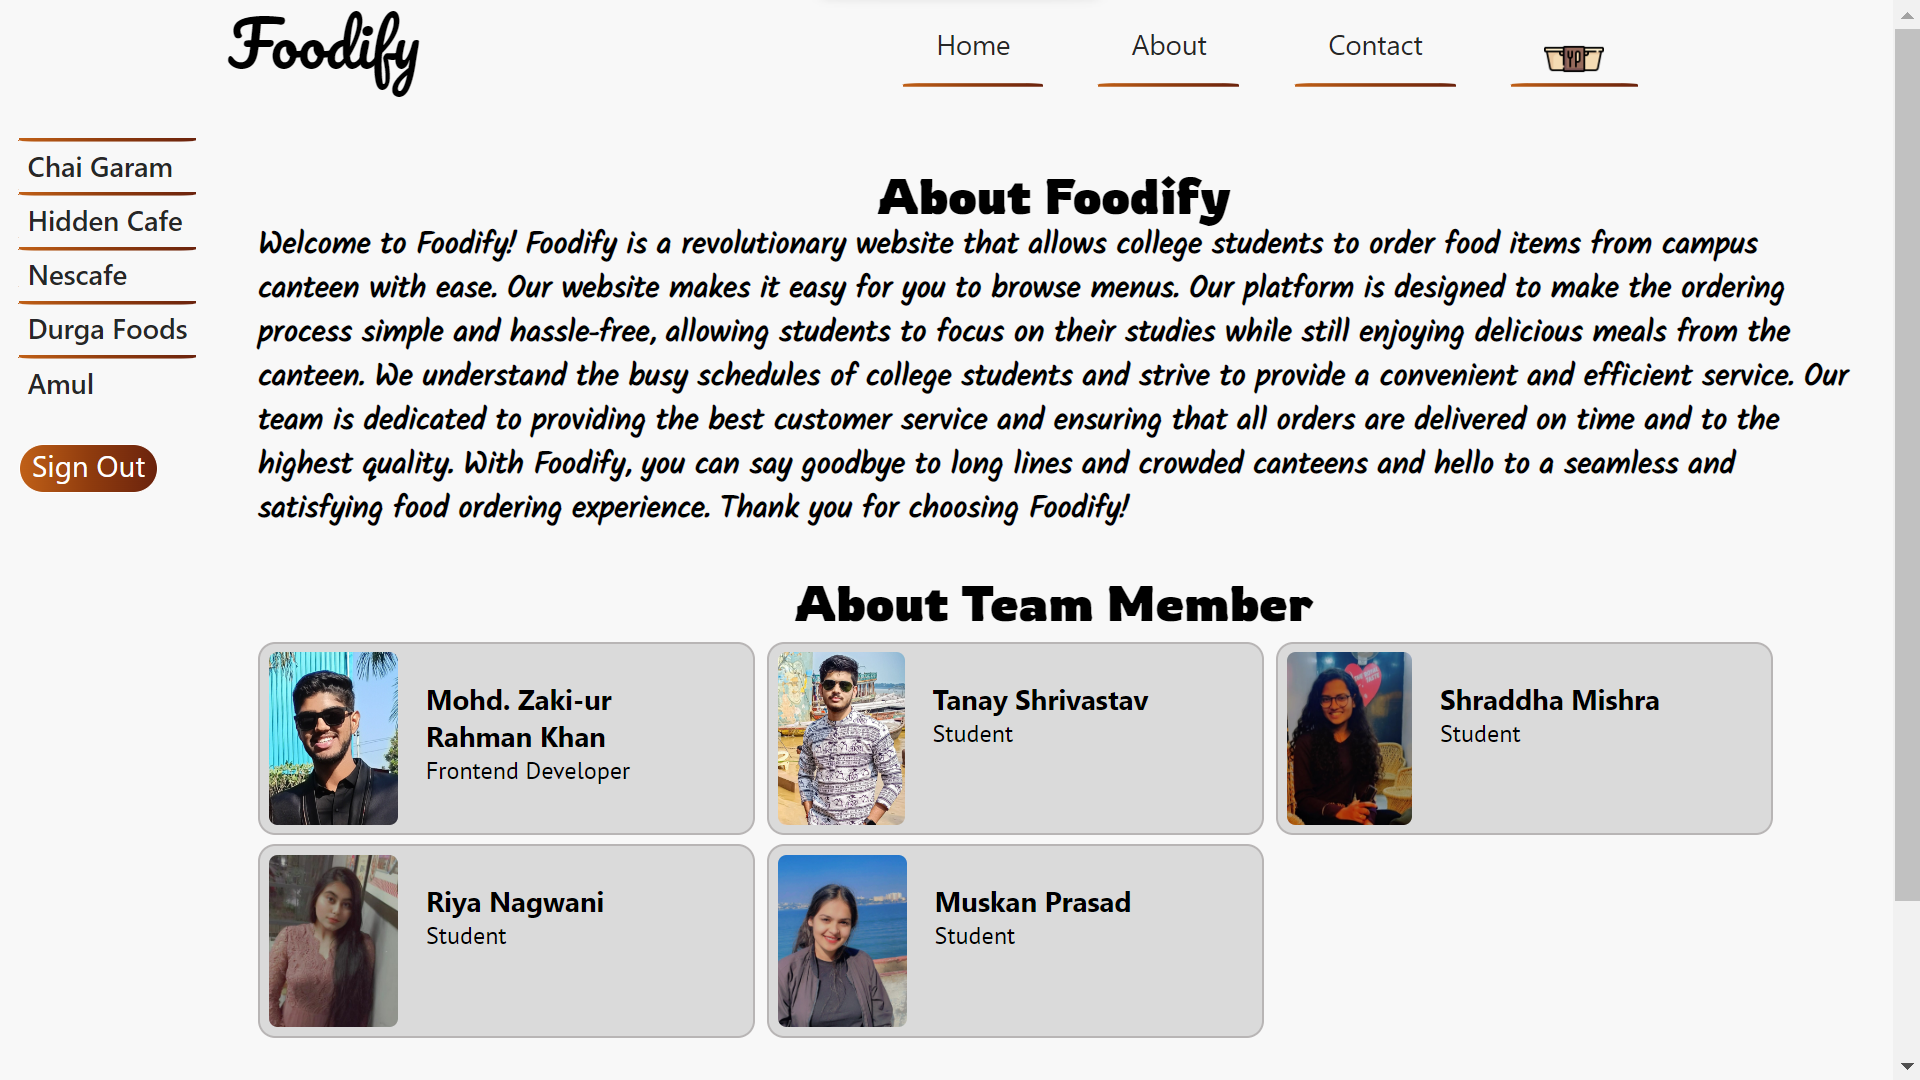 Foodify
Home
About
Contact
Chai Garam
Hidden Cafe
Nescafe
Durga Foods
Amul
Sign Out
About Foodify
Welcome to Foodify! Foodify is a revolutionary website that allows college students to order food items from campus
canteen with ease. Our website makes it easy for you to browse menus. Our platform is designed to make the ordering
process simple and hassle-free, allowing students to focus on their studies while still enjoying delicious meals from the
canteen. We understand the busy schedules of college students and strive to provide a convenient and efficient service. Our
team is dedicated to providing the best customer service and ensuring that all orders are delivered on time and to the
highest quality. With Foodify, you can say goodbye to long lines and crowded canteens and hello to a seamless and
satisfying food ordering experience. Thank you for choosing Foodify!
About Team Member
Mohd. Zaki-ur
Rahman Khan
Frontend Developer
Tanay Shrivastav
Student
Shraddha Mishra
Student
Riya Nagwani
Student
Muskan Prasad
Student